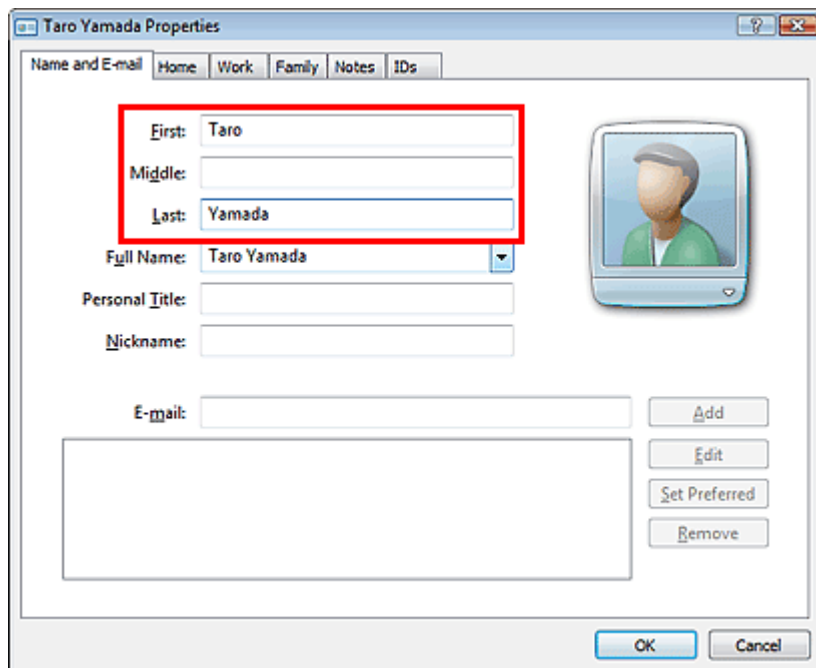 Taro Yamada Properties
Name and E-mail Home Work Family Notes IDs
First: Taro
Middle:
Last: Yamada
Full Name: Taro Yamada
Personal Title:
Nickname:
E-mail: Add
Edit
Set Preferred
Remove
OK Cancel